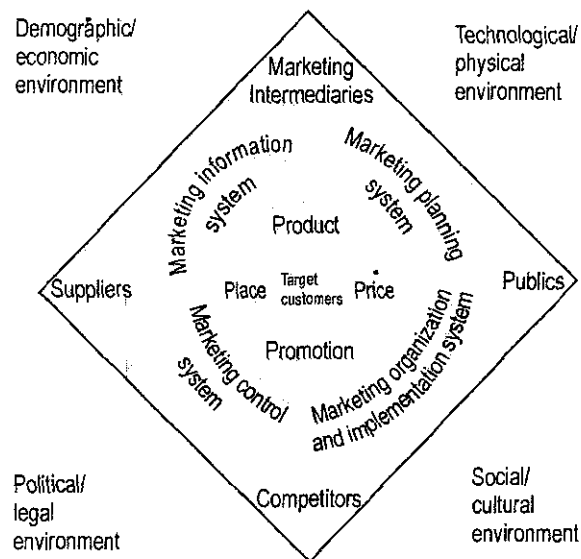 Demographic/
economic
environment
Technological/
physical
environment
Marketing
Intermediaries
Marketing information
system
Marketing planning
system
Product
Suppliers
Place
Target
customers
Price
Publics
Promotion
Marketing control
system
Marketing organization
and implementation system
Competitors
Political/
legal
environment
Social/
cultural
environment